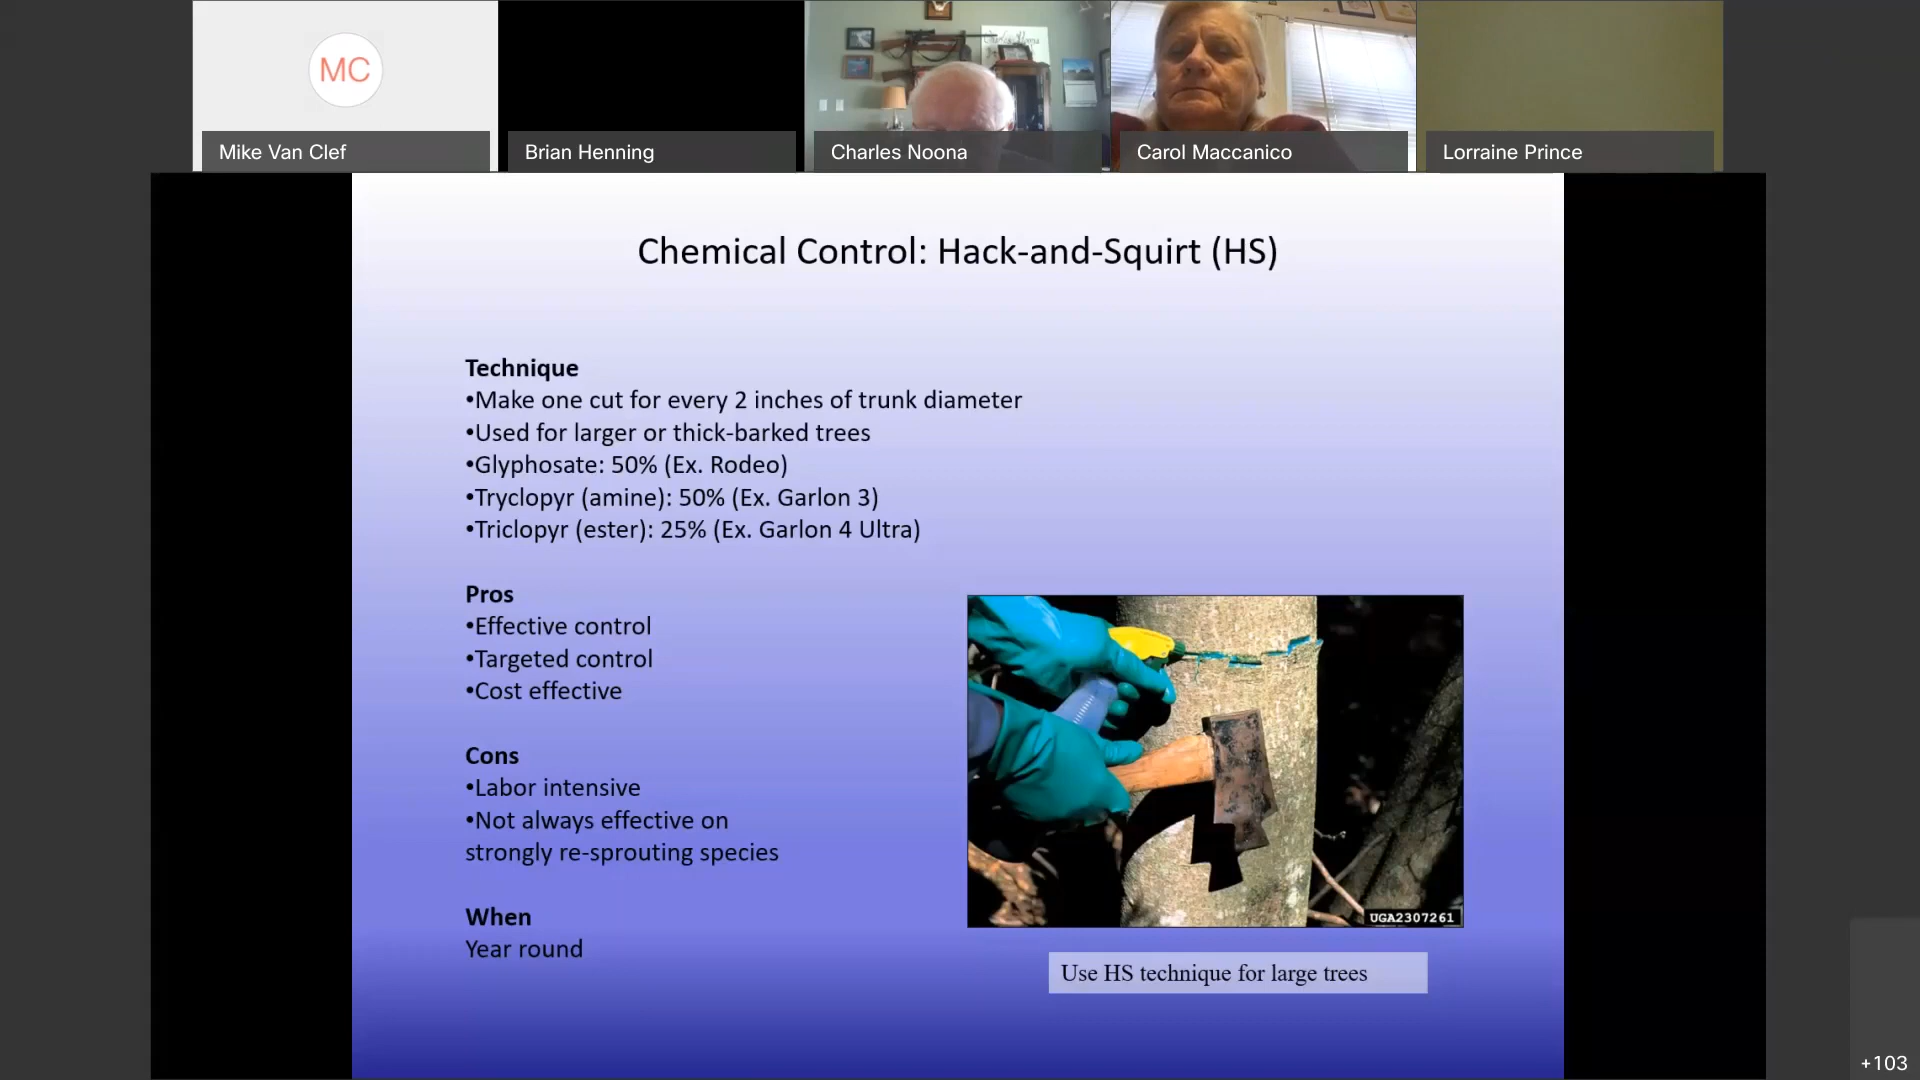 MC
Mike Van Clef
Brian Henning
Charles Noona
Carol Maccanico
Lorraine Prince
Chemical Control: Hack-and-Squirt (HS)
Technique
•Make one cut for every 2 inches of trunk diameter
•Used for larger or thick-barked trees
•Glyphosate: 50% (Ex. Rodeo)
•Tryclopyr (amine): 50% (Ex. Garlon 3)
•Triclopyr (ester): 25% (Ex. Garlon 4 Ultra)
Pros
•Effective control
•Targeted control
•Cost effective
Cons
•Labor intensive
•Not always effective on
strongly re-sprouting species
When
Year round
UGA2307261
Use HS technique for large trees
+103